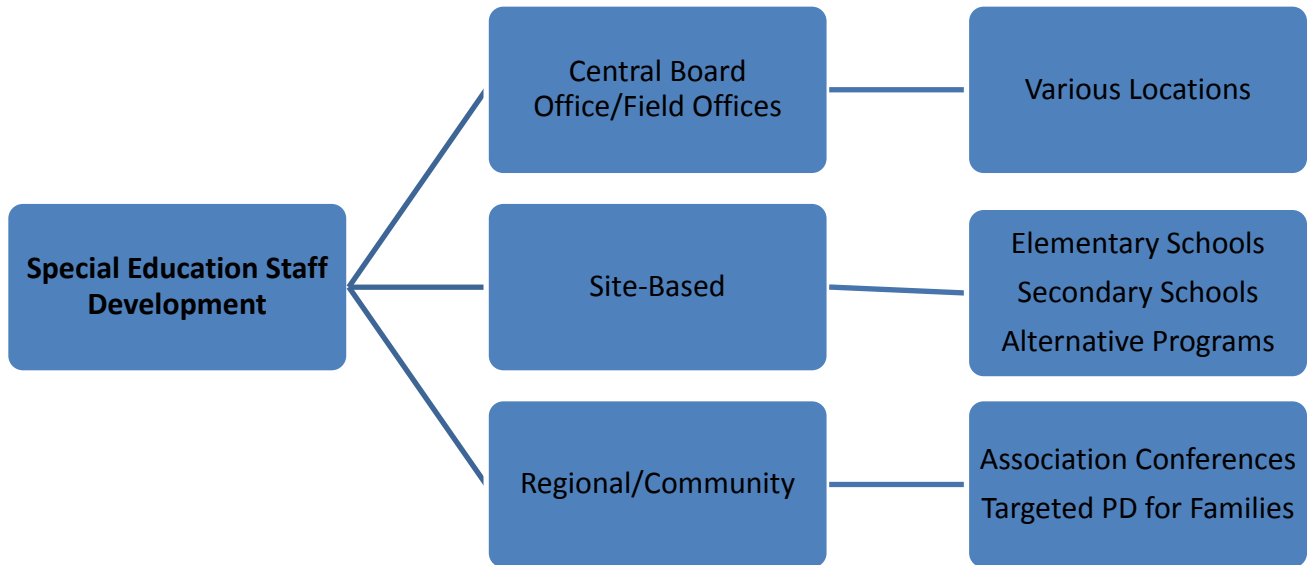 Central Board
Office/Field Offices
Various Locations
Special Education Staff
Development
Site-Based
Elementary Schools
Secondary Schools
Alternative Programs
Regional/Community
Association Conferences
Targeted PD for Families